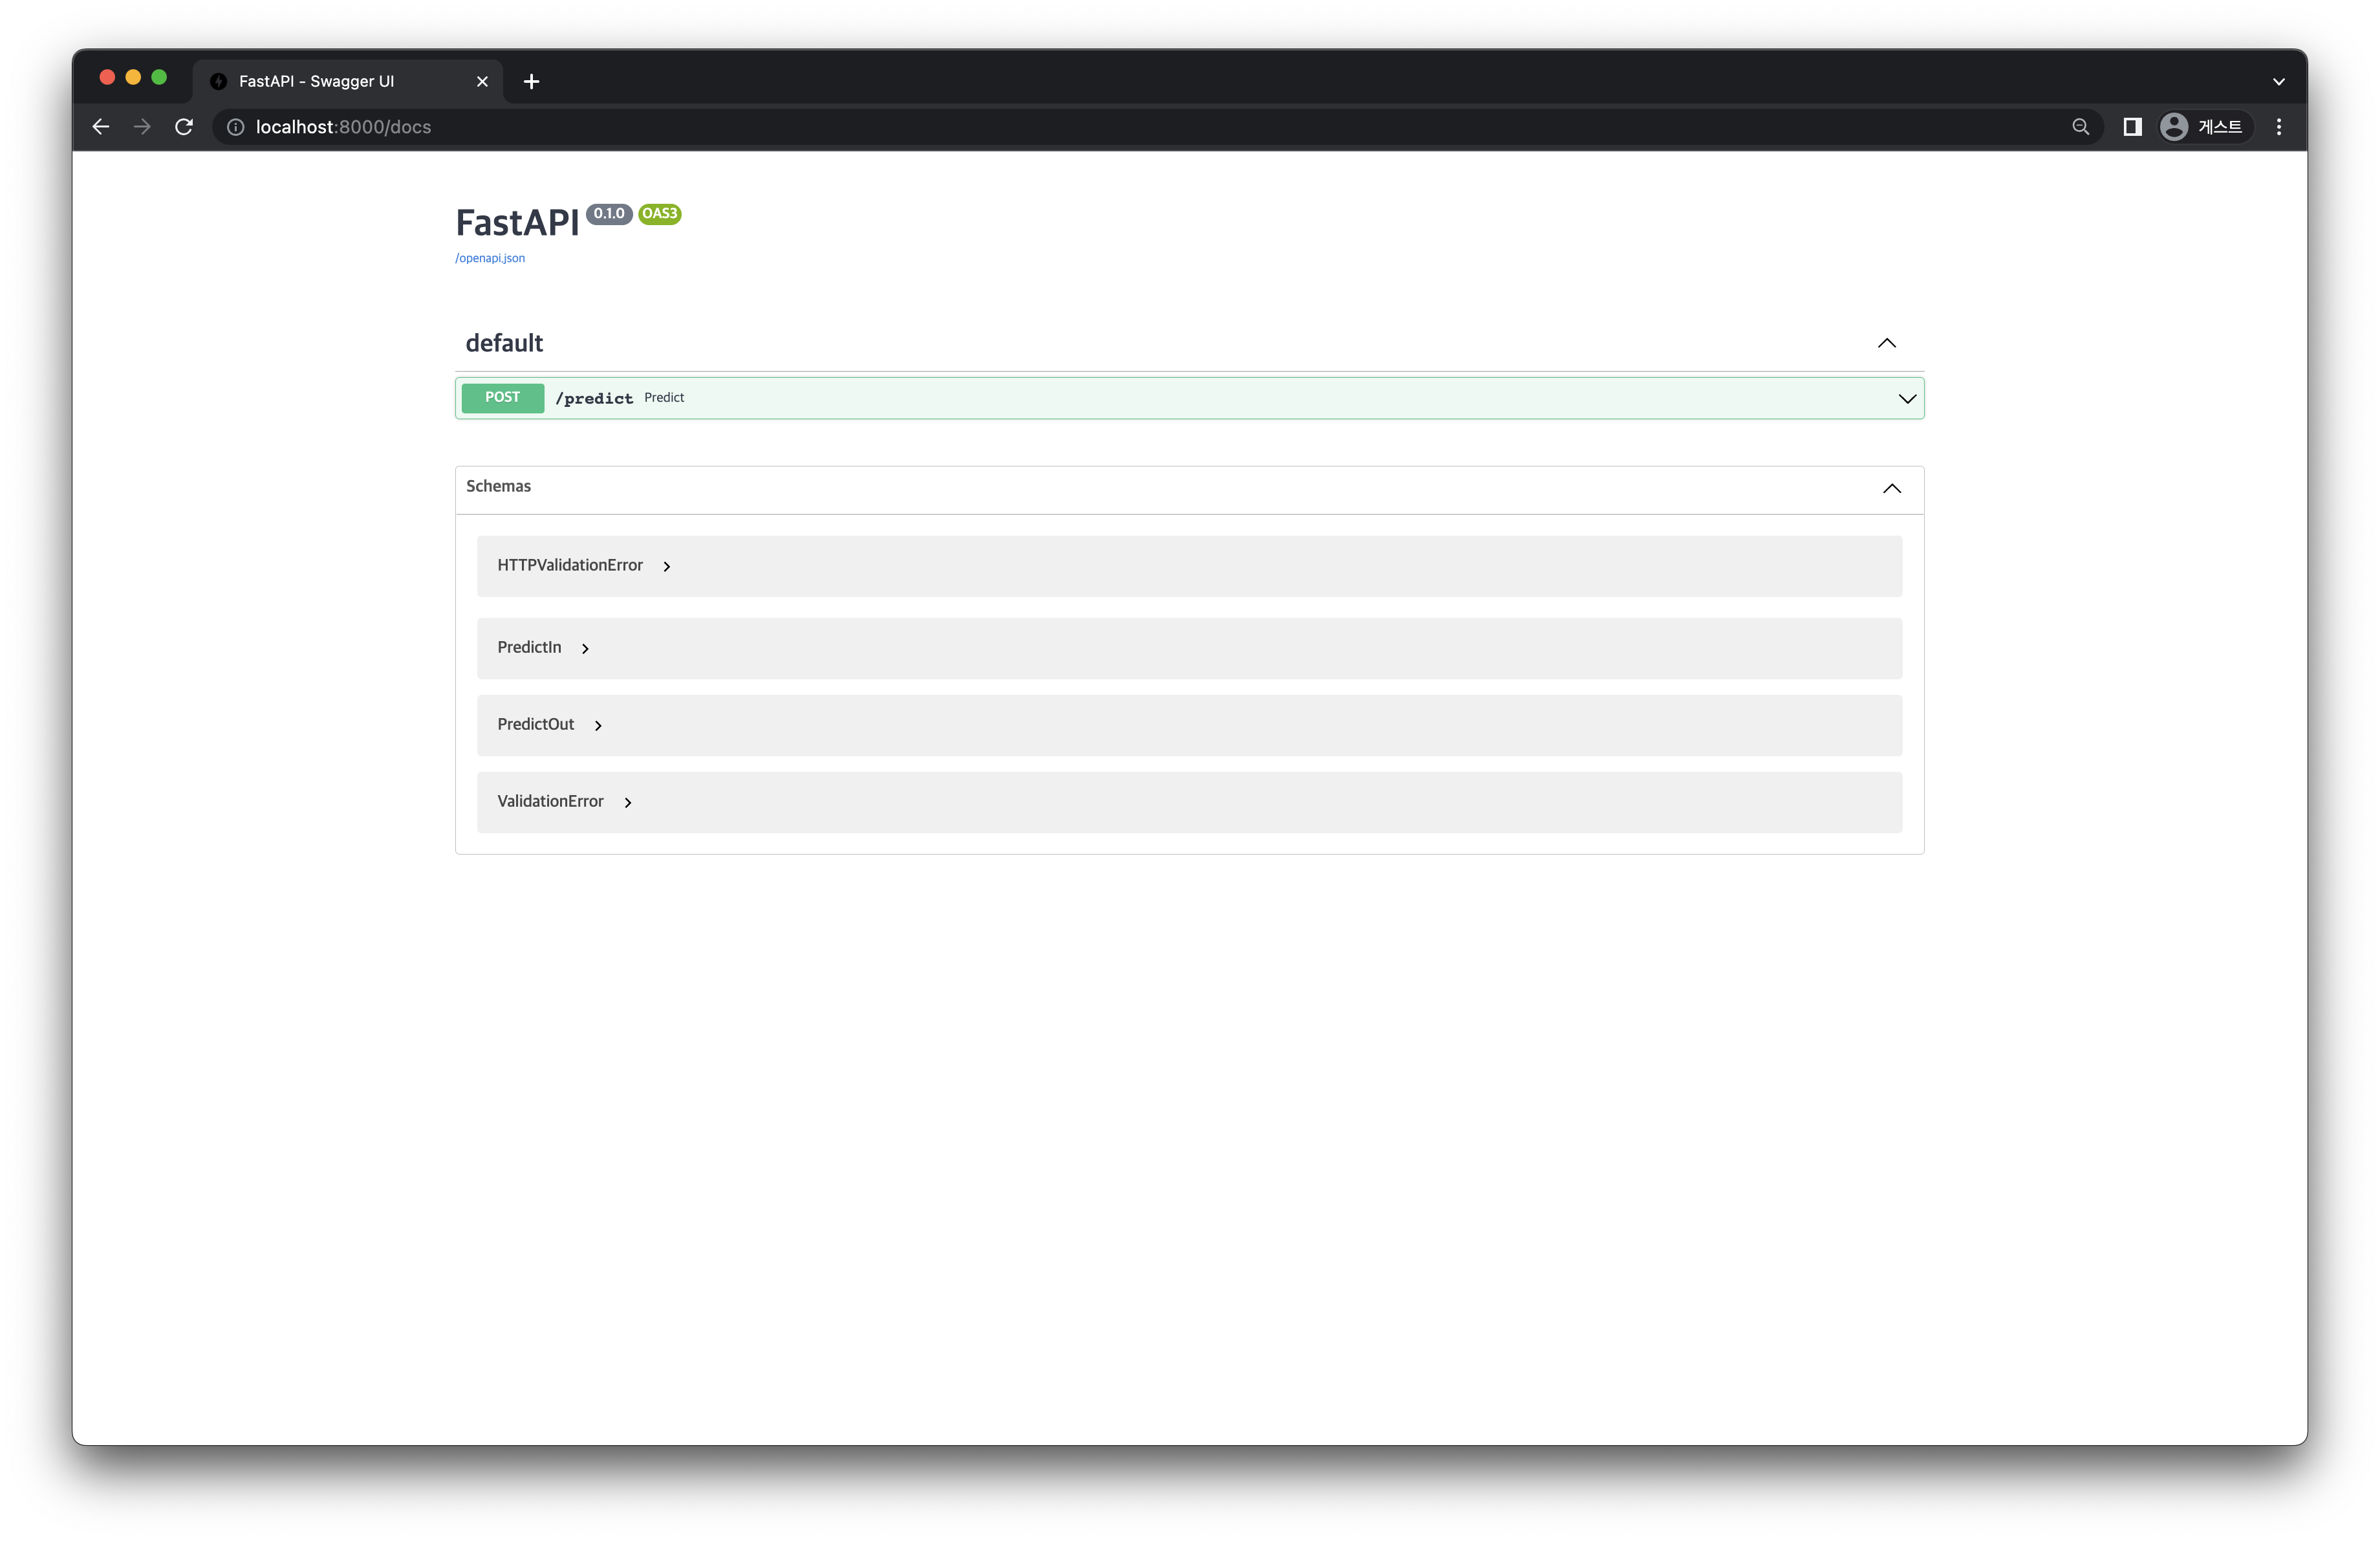 FastAPI - Swagger UI
localhost:8000/docs
게스트
FastAPI 0.1.0 OAS3
/openapi.json
default
POST /predict Predict
Schemas
HTTPValidationError
PredictIn
PredictOut
ValidationError